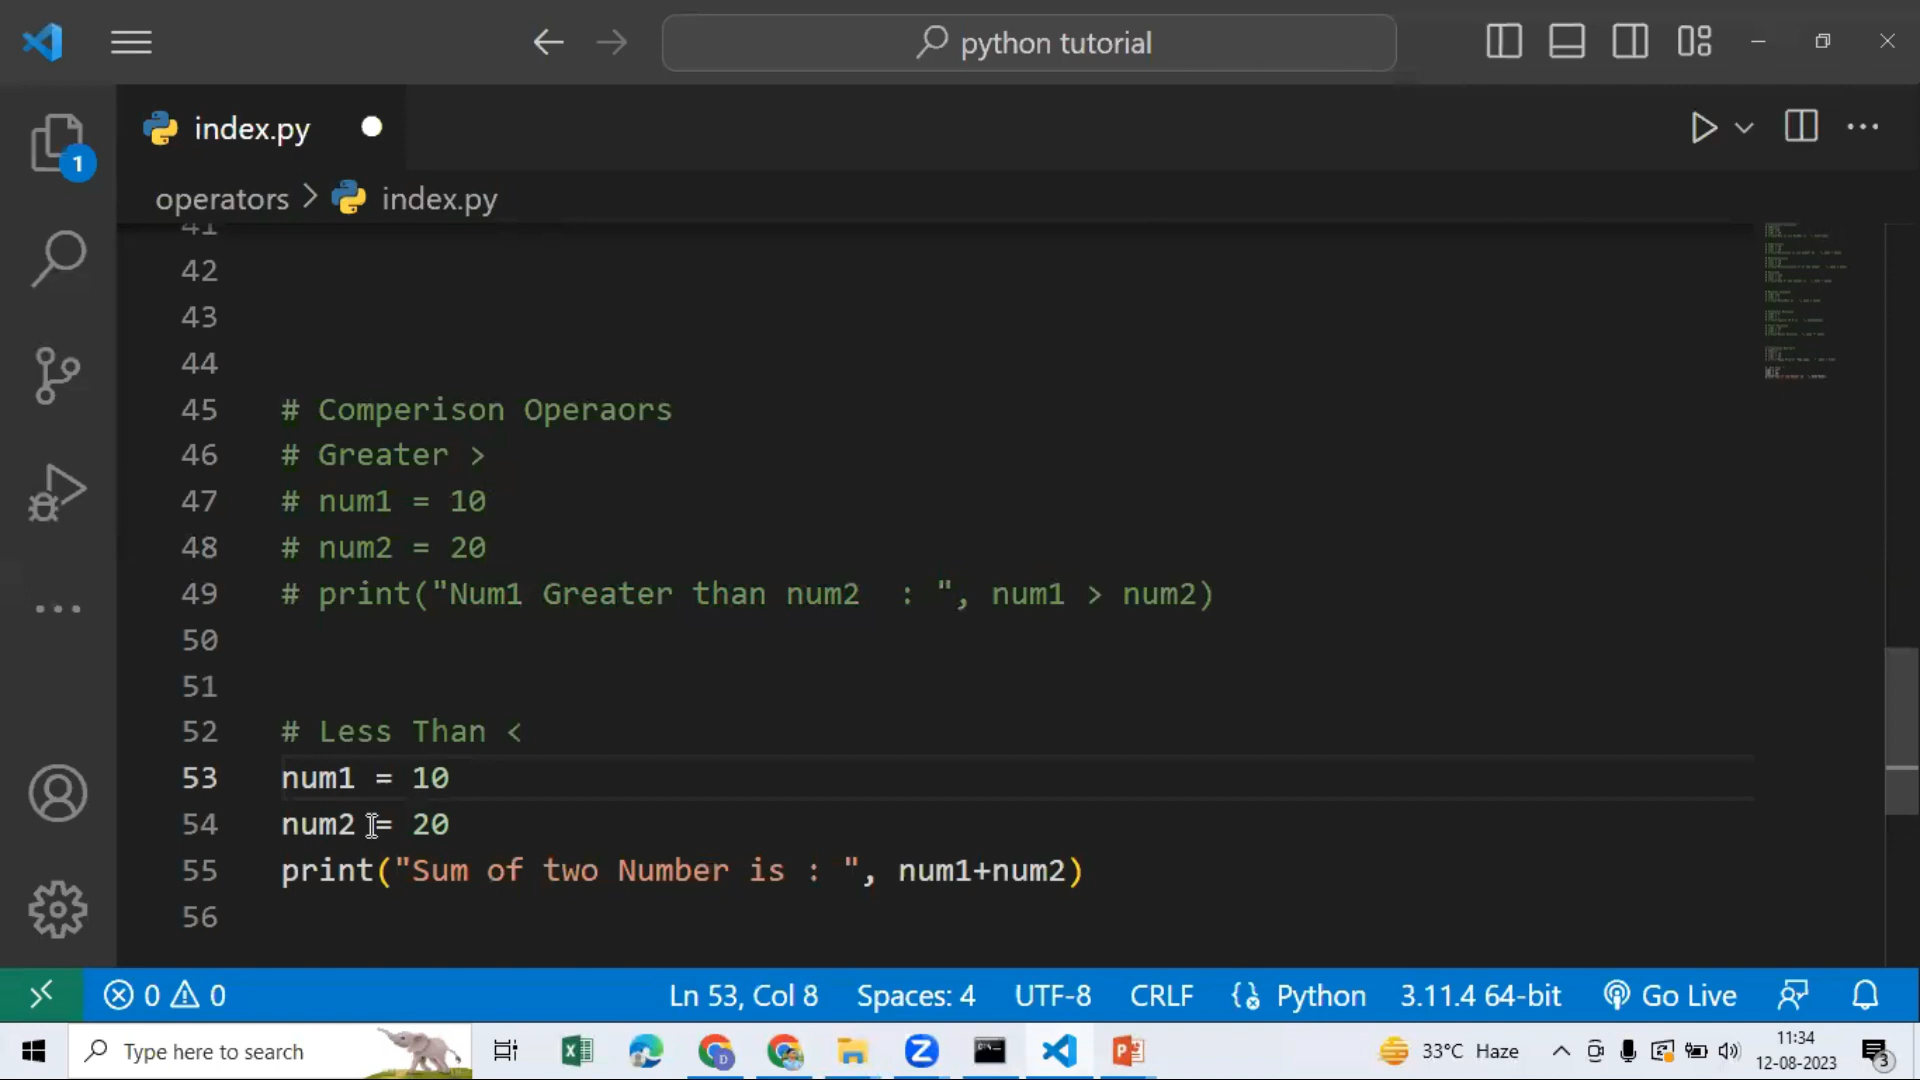 python tutorial
index.py
1
operators > index.py
41
42
43
44
45 # Comperison Operaors
46 # Greater >
47 # num1 = 10
48 # num2 = 20
49 # print("Num1 Greater than num2  : ", num1 > num2)
50
51
52 # Less Than <
53 num1 = 10
54 num2 = 20
55 print("Sum of two Number is : ", num1+num2)
56
0 0 Ln 53, Col 8 Spaces: 4 UTF-8 CRLF Python 3.11.4 64-bit Go Live
Type here to search 33°C Haze 11:34
12-08-2023 3